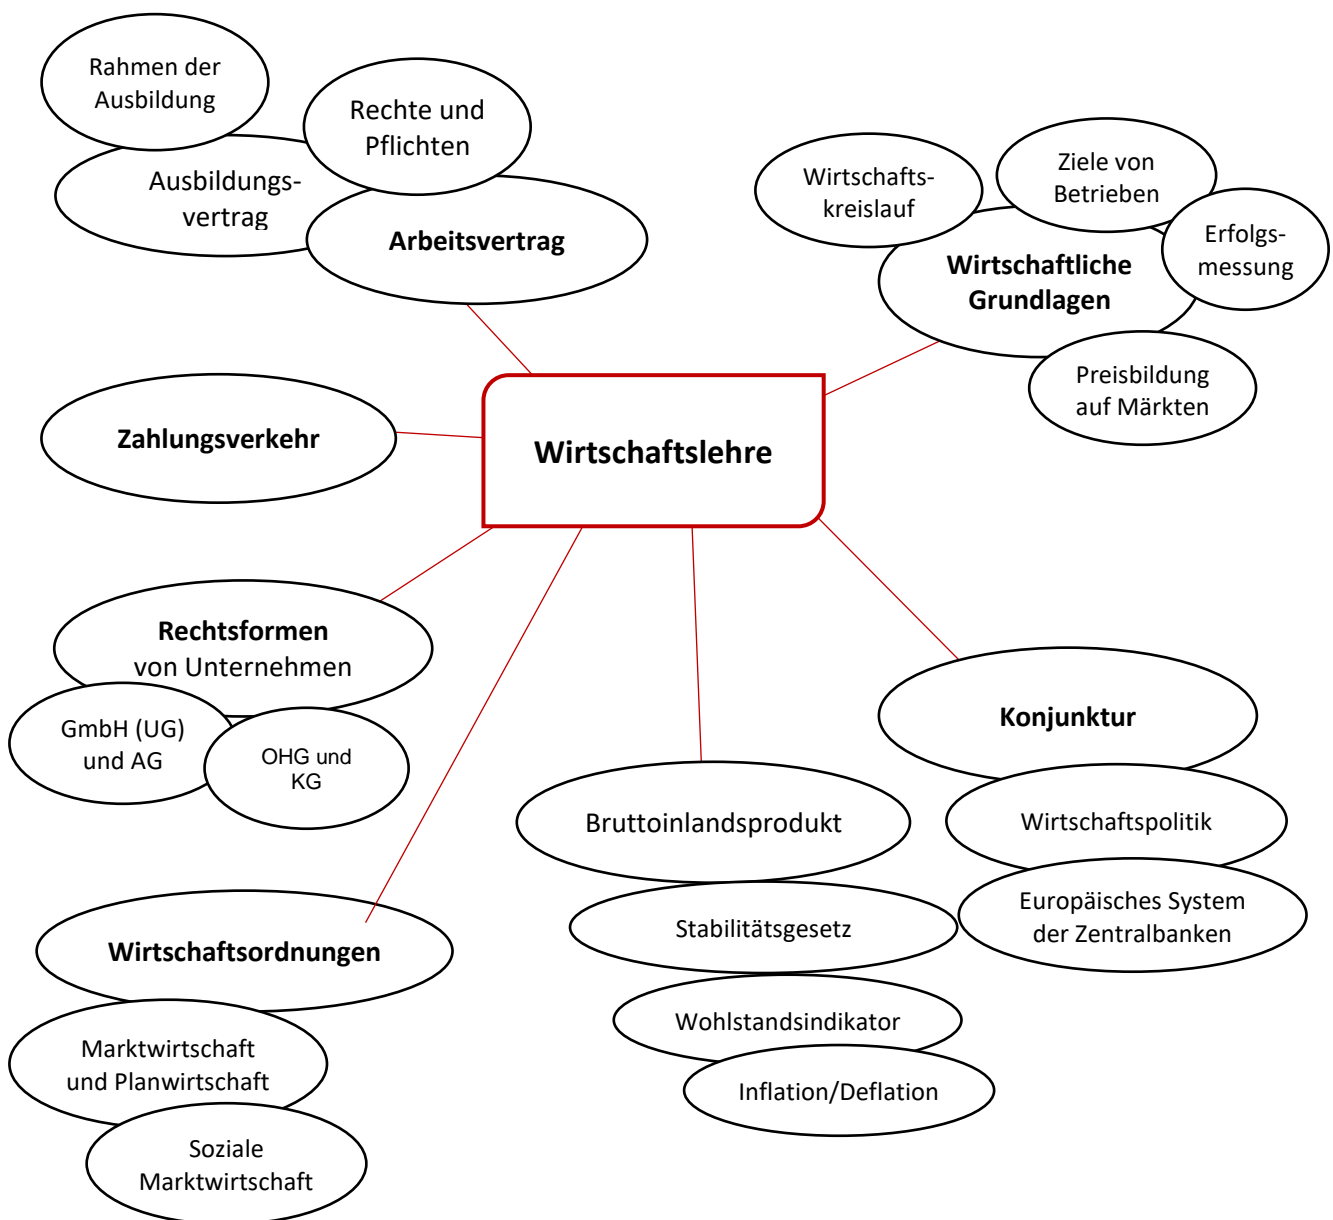 Rahmen der
Ausbildung
Rechte und
Pflichten
Ausbildungs-
vertrag
Arbeitsvertrag
Wirtschafts-
kreislauf
Ziele von
Betrieben
Erfolgs-
messung
Wirtschaftliche
Grundlagen
Preisbildung
auf Märkten
Zahlungsverkehr
Wirtschaftslehre
Rechtsformen
von Unternehmen
GmbH (UG)
und AG
OHG und
KG
Konjunktur
Wirtschaftspolitik
Europäisches System
der Zentralbanken
Bruttoinlandsprodukt
Stabilitätsgesetz
Wohlstandsindikator
Inflation/Deflation
Wirtschaftsordnungen
Marktwirtschaft
und Planwirtschaft
Soziale
Marktwirtschaft